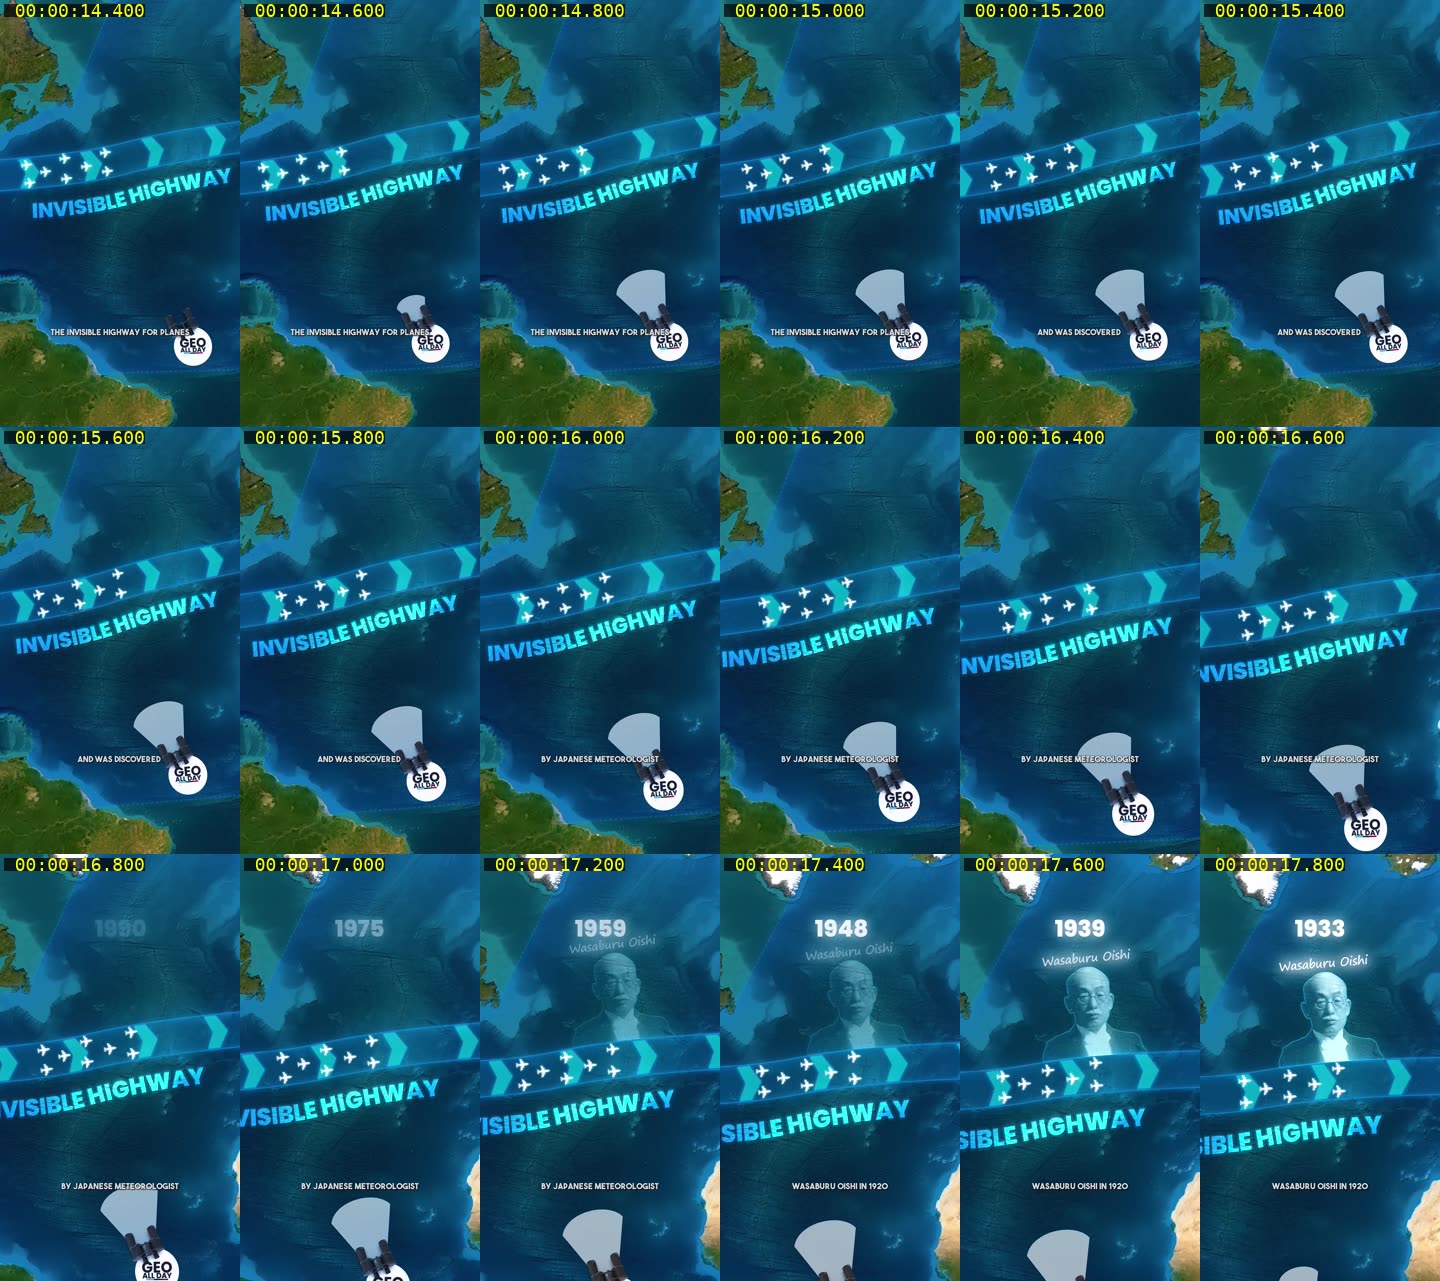 00:00:14.400
INVISIBLE HIGHWAY
THE INVISIBLE HIGHWAY FOR PLANES
GEO
ALL DAY
00:00:14.600
INVISIBLE HIGHWAY
THE INVISIBLE HIGHWAY FOR PLANES
GEO
ALL DAY
00:00:14.800
INVISIBLE HIGHWAY
THE INVISIBLE HIGHWAY FOR PLANES
GEO
ALL DAY
00:00:15.000
INVISIBLE HIGHWAY
THE INVISIBLE HIGHWAY FOR PLANES
GEO
ALL DAY
00:00:15.200
INVISIBLE HIGHWAY
AND WAS DISCOVERED
GEO
ALL DAY
00:00:15.400
INVISIBLE HIGHWAY
AND WAS DISCOVERED
GEO
ALL DAY
00:00:15.600
INVISIBLE HIGHWAY
AND WAS DISCOVERED
GEO
ALL DAY
00:00:15.800
INVISIBLE HIGHWAY
AND WAS DISCOVERED
GEO
ALL DAY
00:00:16.000
INVISIBLE HIGHWAY
BY JAPANESE METEOROLOGIST
GEO
ALL DAY
00:00:16.200
INVISIBLE HIGHWAY
BY JAPANESE METEOROLOGIST
GEO
ALL DAY
00:00:16.400
NVISIBLE HIGHWAY
BY JAPANESE METEOROLOGIST
GEO
ALL DAY
00:00:16.600
NVISIBLE HIGHWAY
BY JAPANESE METEOROLOGIST
GEO
ALL DAY
00:00:16.800
1990
VISIBLE HIGHWAY
BY JAPANESE METEOROLOGIST
GEO
ALL DAY
00:00:17.000
1975
VISIBLE HIGHWAY
BY JAPANESE METEOROLOGIST
GEO
00:00:17.200
1959
Wasaburu Oishi
ISIBLE HIGHWAY
BY JAPANESE METEOROLOGIST
00:00:17.400
1948
Wasaburu Oishi
SIBLE HIGHWAY
WASABURU OISHI IN 1920
00:00:17.600
1939
Wasaburu Oishi
SIBLE HIGHWAY
WASABURU OISHI IN 1920
00:00:17.800
1933
Wasaburu Oishi
SIBLE HIGHWAY
WASABURU OISHI IN 1920